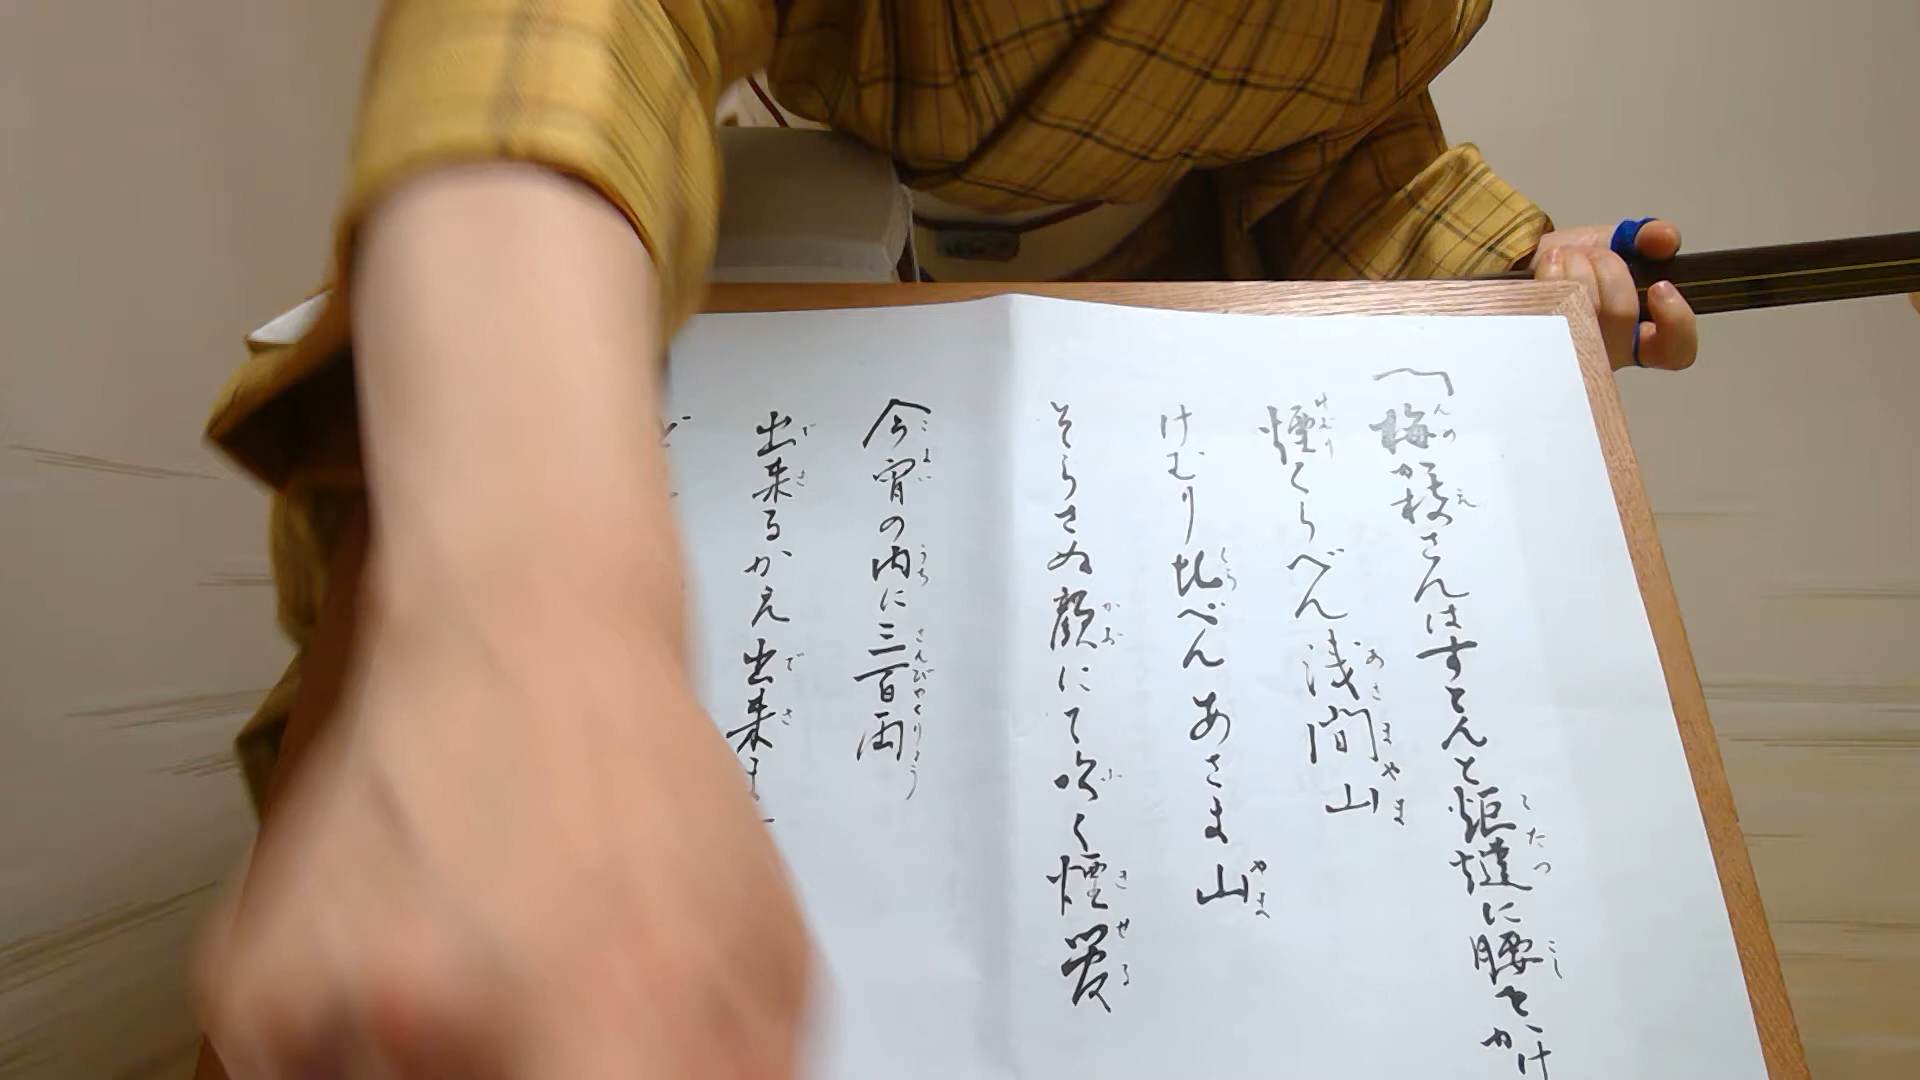 〽梅が枝さんはすとんと炬燵に腰をかけ
煙くらべん浅間山
けむり比べんあさま山
そらさぬ顔にて吹く煙管
今宵の内に三百両
出来るかえ出来ま